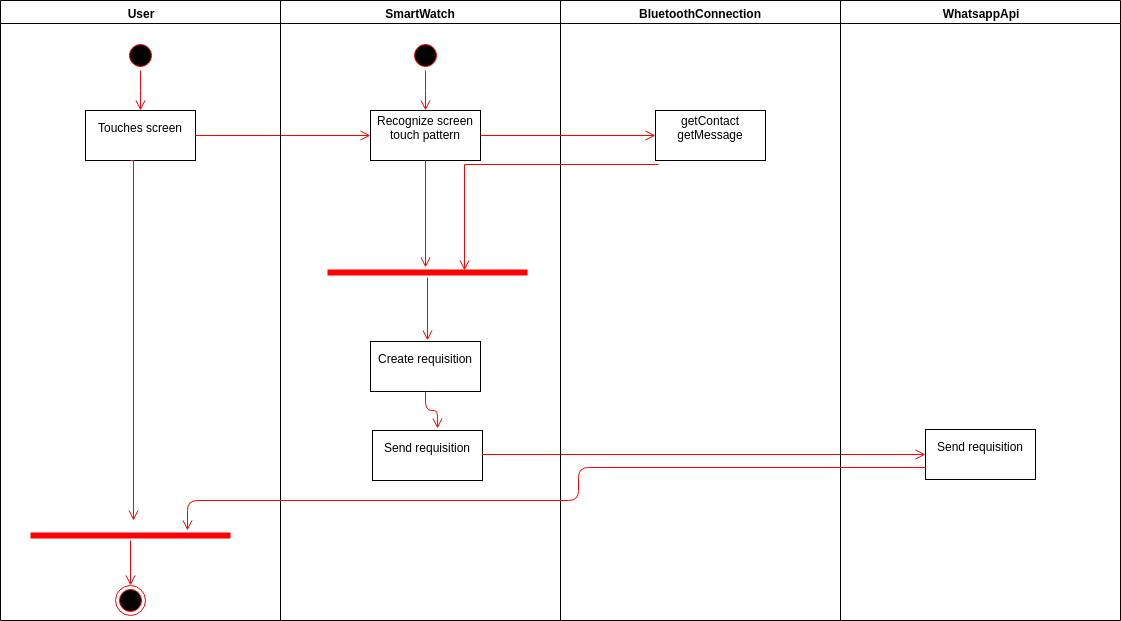 User
SmartWatch
BluetoothConnection
WhatsappApi
Touches screen
Recognize screen
touch pattern
getContact
getMessage
Create requisition
Send requisition
Send requisition